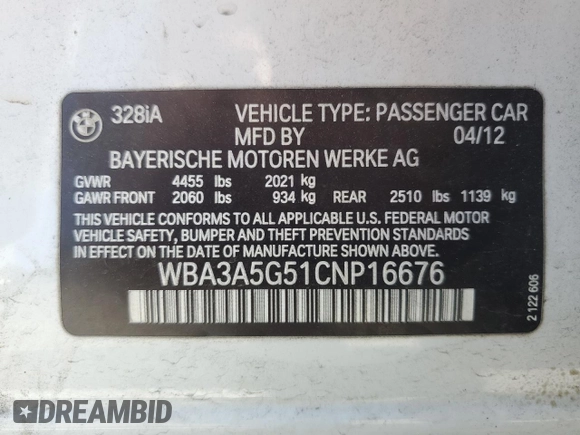 328iA VEHICLE TYPE: PASSENGER CAR
MFD BY 04/12
BAYERISCHE MOTOREN WERKE AG
GVWR 4455 lbs 2021 kg
GAWR FRONT 2060 lbs 934 kg REAR 2510 lbs 1139 kg
THIS VEHICLE CONFORMS TO ALL APPLICABLE U.S. FEDERAL MOTOR
VEHICLE SAFETY, BUMPER AND THEFT PREVENTION STANDARDS
IN EFFECT ON THE DATE OF MANUFACTURE SHOWN ABOVE.
WBA3A5G51CNP16676
2 122 606
DREAMBID